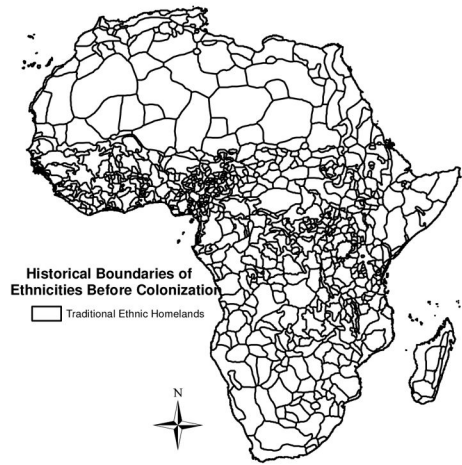 Historical Boundaries of
Ethnicities Before Colonization
Traditional Ethnic Homelands
N